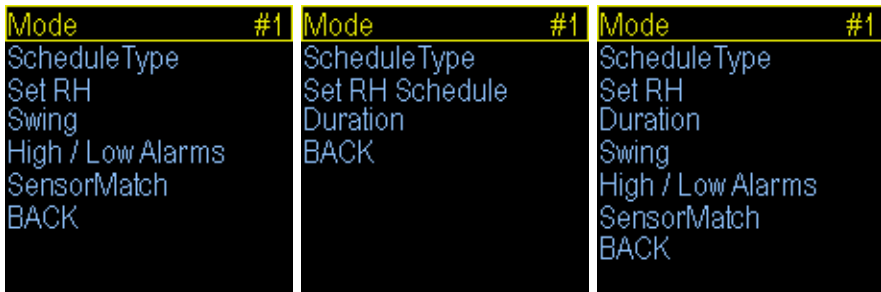 Mode #1
ScheduleType
Set RH
Swing
High / Low Alarms
SensorMatch
BACK
Mode #1
ScheduleType
Set RH Schedule
Duration
BACK
Mode #1
ScheduleType
Set RH
Duration
Swing
High / Low Alarms
SensorMatch
BACK